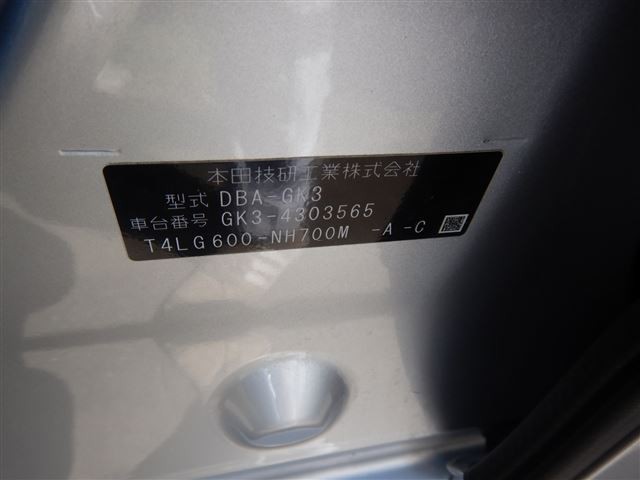 本田技研工業株式会社
型式 DBA-GK3
車台番号 GK3-4303565
T4LG600-NH700M -A -C